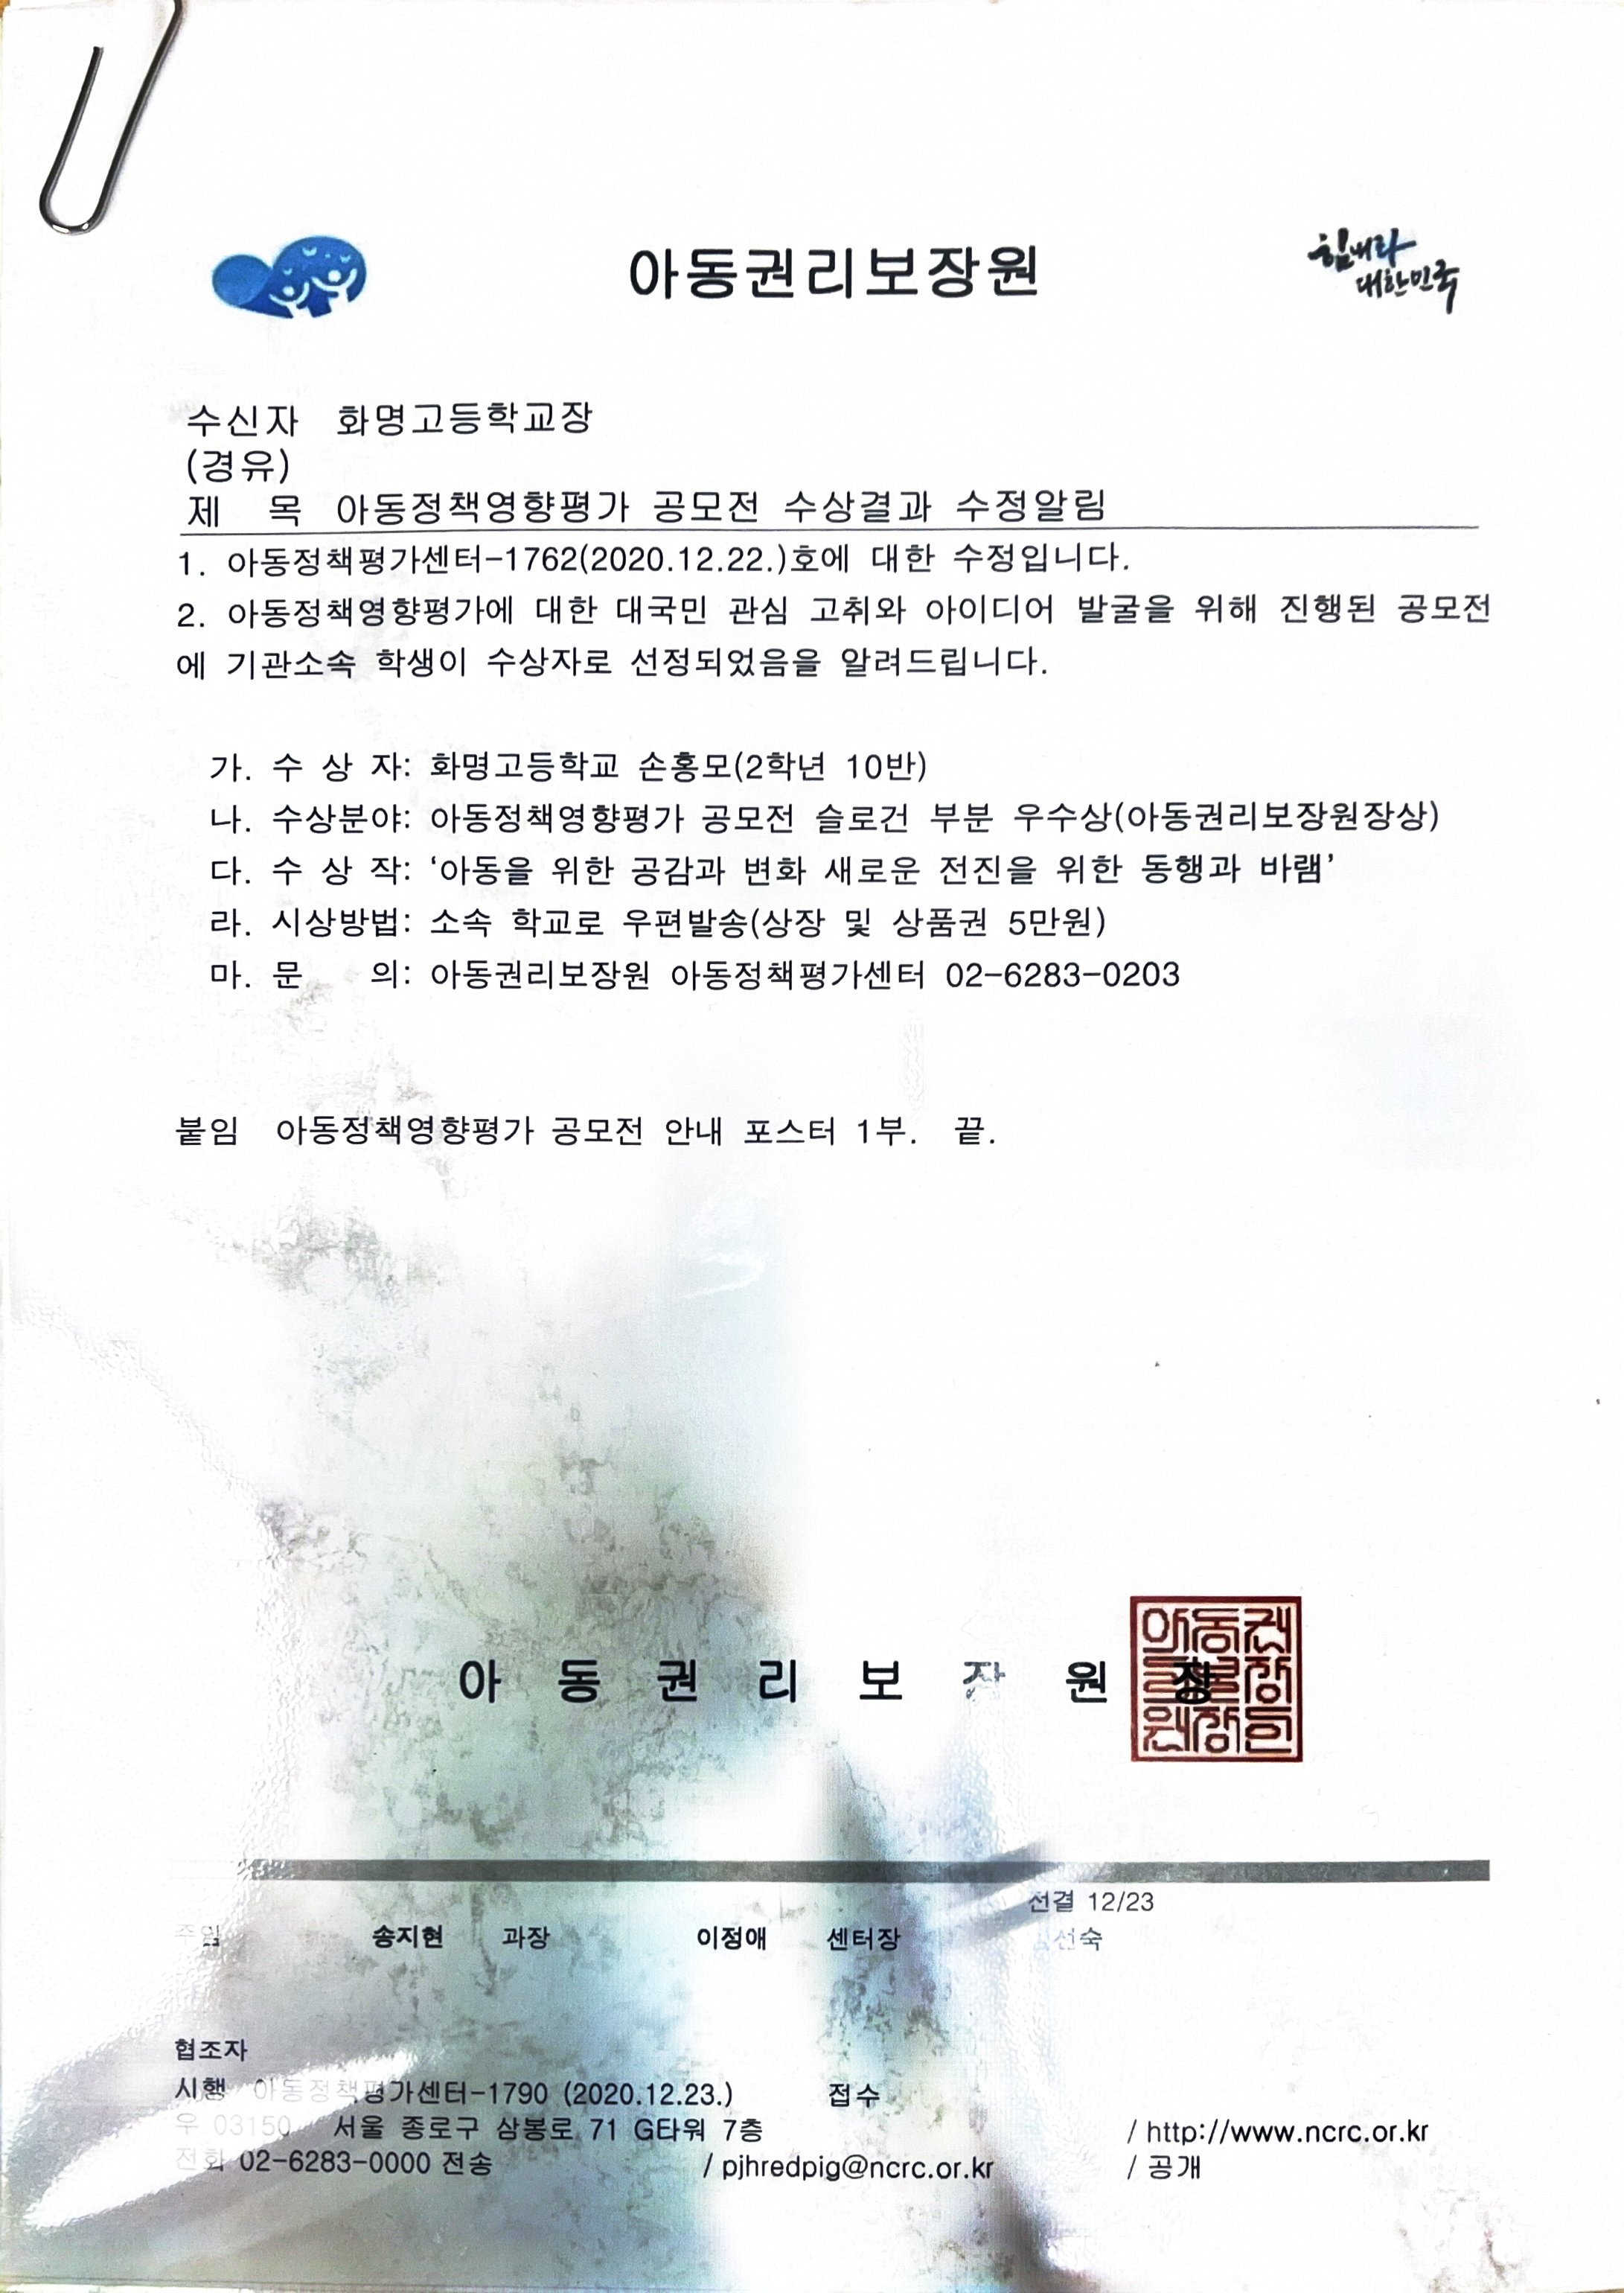 아동권리보장원
힘내라
대한민국
수신자 화명고등학교장
(경유)
제 목 아동정책영향평가 공모전 수상결과 수정알림
1. 아동정책평가센터-1762(2020.12.22.)호에 대한 수정입니다.
2. 아동정책영향평가에 대한 대국민 관심 고취와 아이디어 발굴을 위해 진행된 공모전
에 기관소속 학생이 수상자로 선정되었음을 알려드립니다.
가. 수 상 자: 화명고등학교 손홍모(2학년 10반)
나. 수상분야: 아동정책영향평가 공모전 슬로건 부분 우수상(아동권리보장원장상)
다. 수 상 작: ‘아동을 위한 공감과 변화 새로운 전진을 위한 동행과 바램’
라. 시상방법: 소속 학교로 우편발송(상장 및 상품권 5만원)
마. 문 의: 아동권리보장원 아동정책평가센터 02-6283-0203
붙임 아동정책영향평가 공모전 안내 포스터 1부. 끝.
아 동 권 리 보 장 원 장
전결 12/23
주임 송지현 과장 이정애 센터장
협조자
시행 아동정책평가센터-1790 (2020.12.23.) 접수
우 03150 서울 종로구 삼봉로 71 G타워 7층 / http://www.ncrc.or.kr
전화 02-6283-0000 전송 / pjhredpig@ncrc.or.kr / 공개